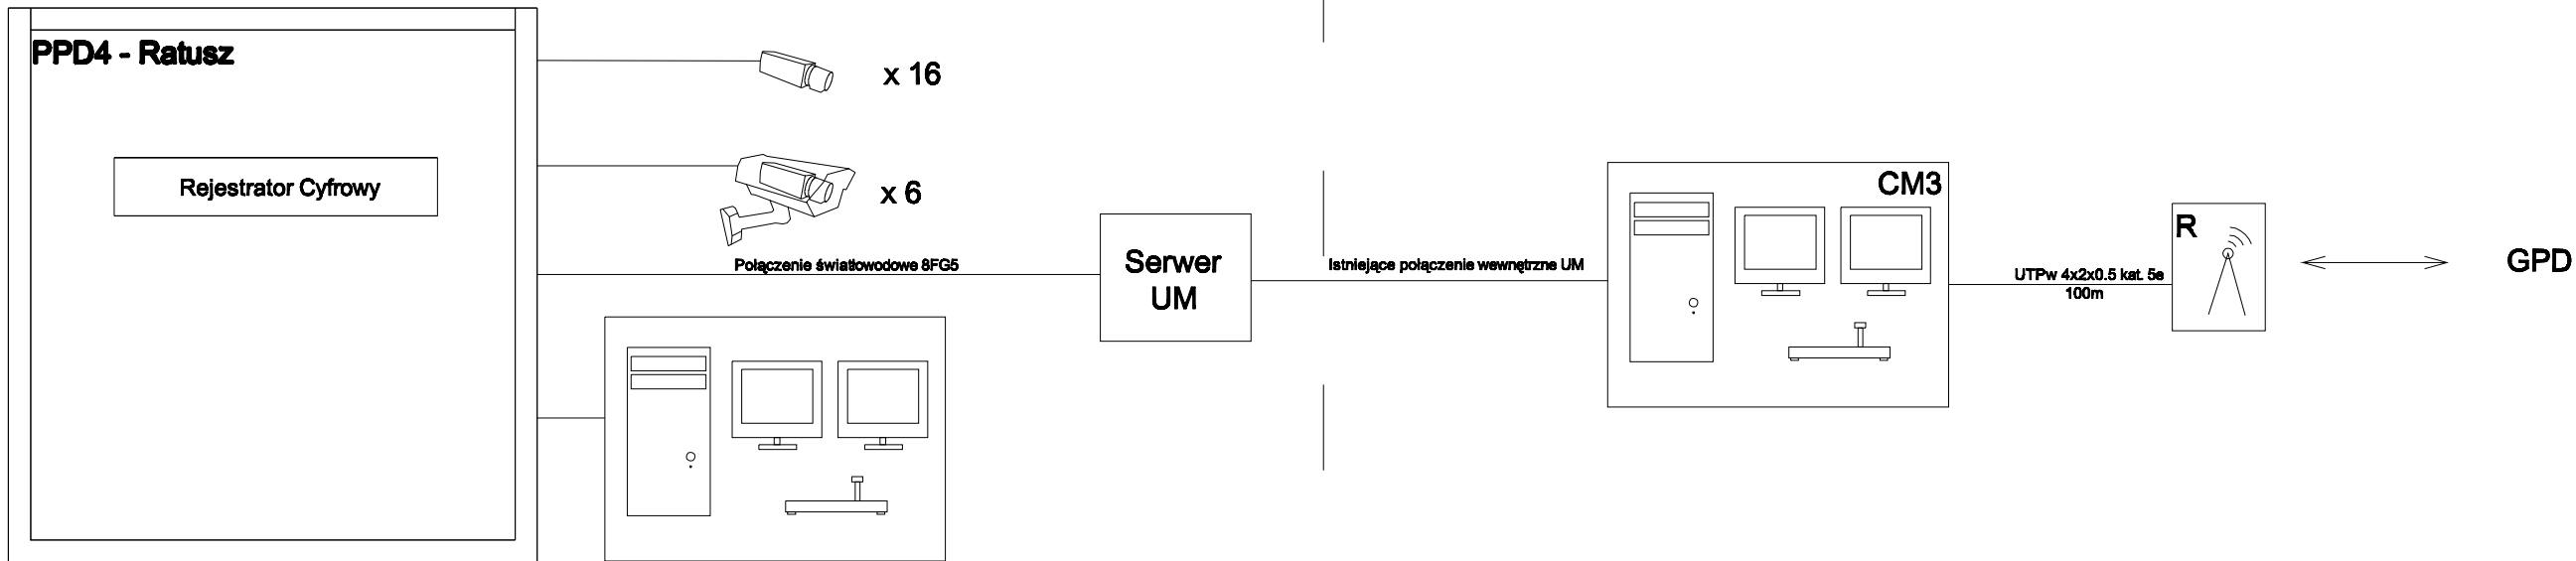 PPD4 - Ratusz
x 16
Rejestrator Cyfrowy
x 6
Połączenie światłowodowe 8FG5
Serwer
UM
Istniejące połączenie wewnętrzne UM
CM3
UTPw 4x2x0.5 kat. 5e
100m
R
GPD